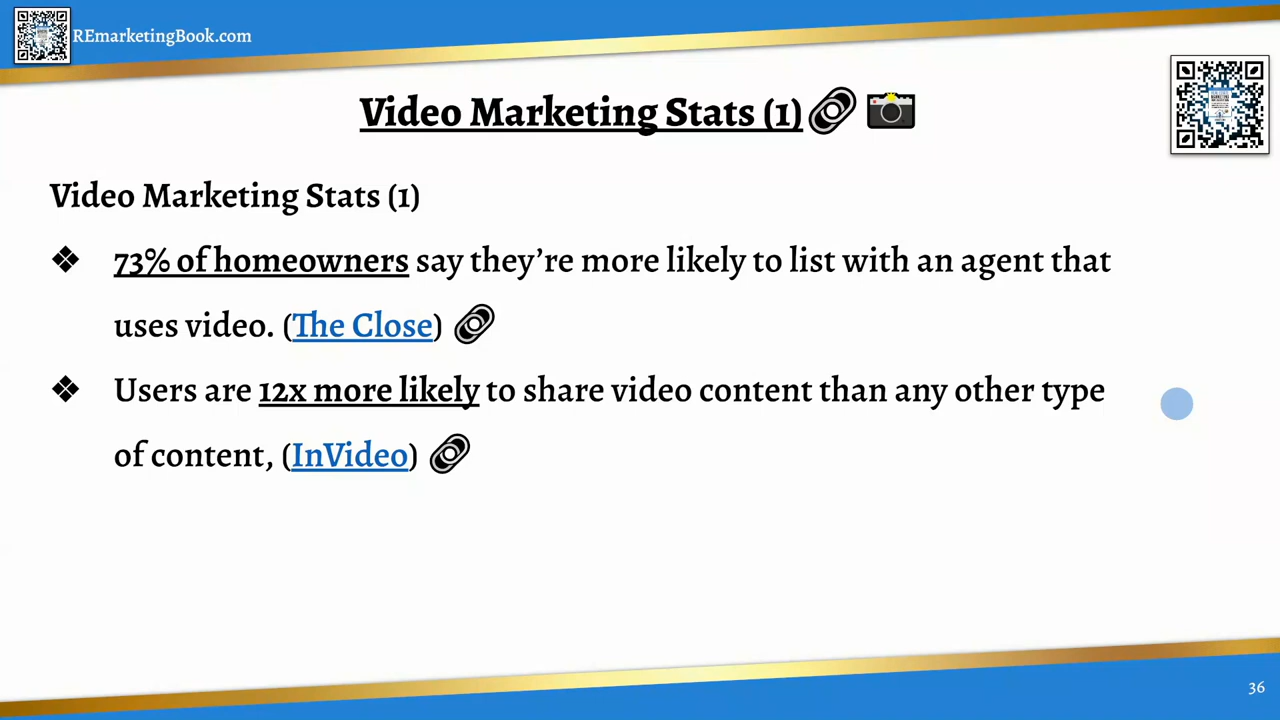 REmarketingBook.com
Video Marketing Stats (1)
Video Marketing Stats (1)
❖ 73% of homeowners say they’re more likely to list with an agent that
uses video. (The Close)
❖ Users are 12x more likely to share video content than any other type
of content, (InVideo)
36